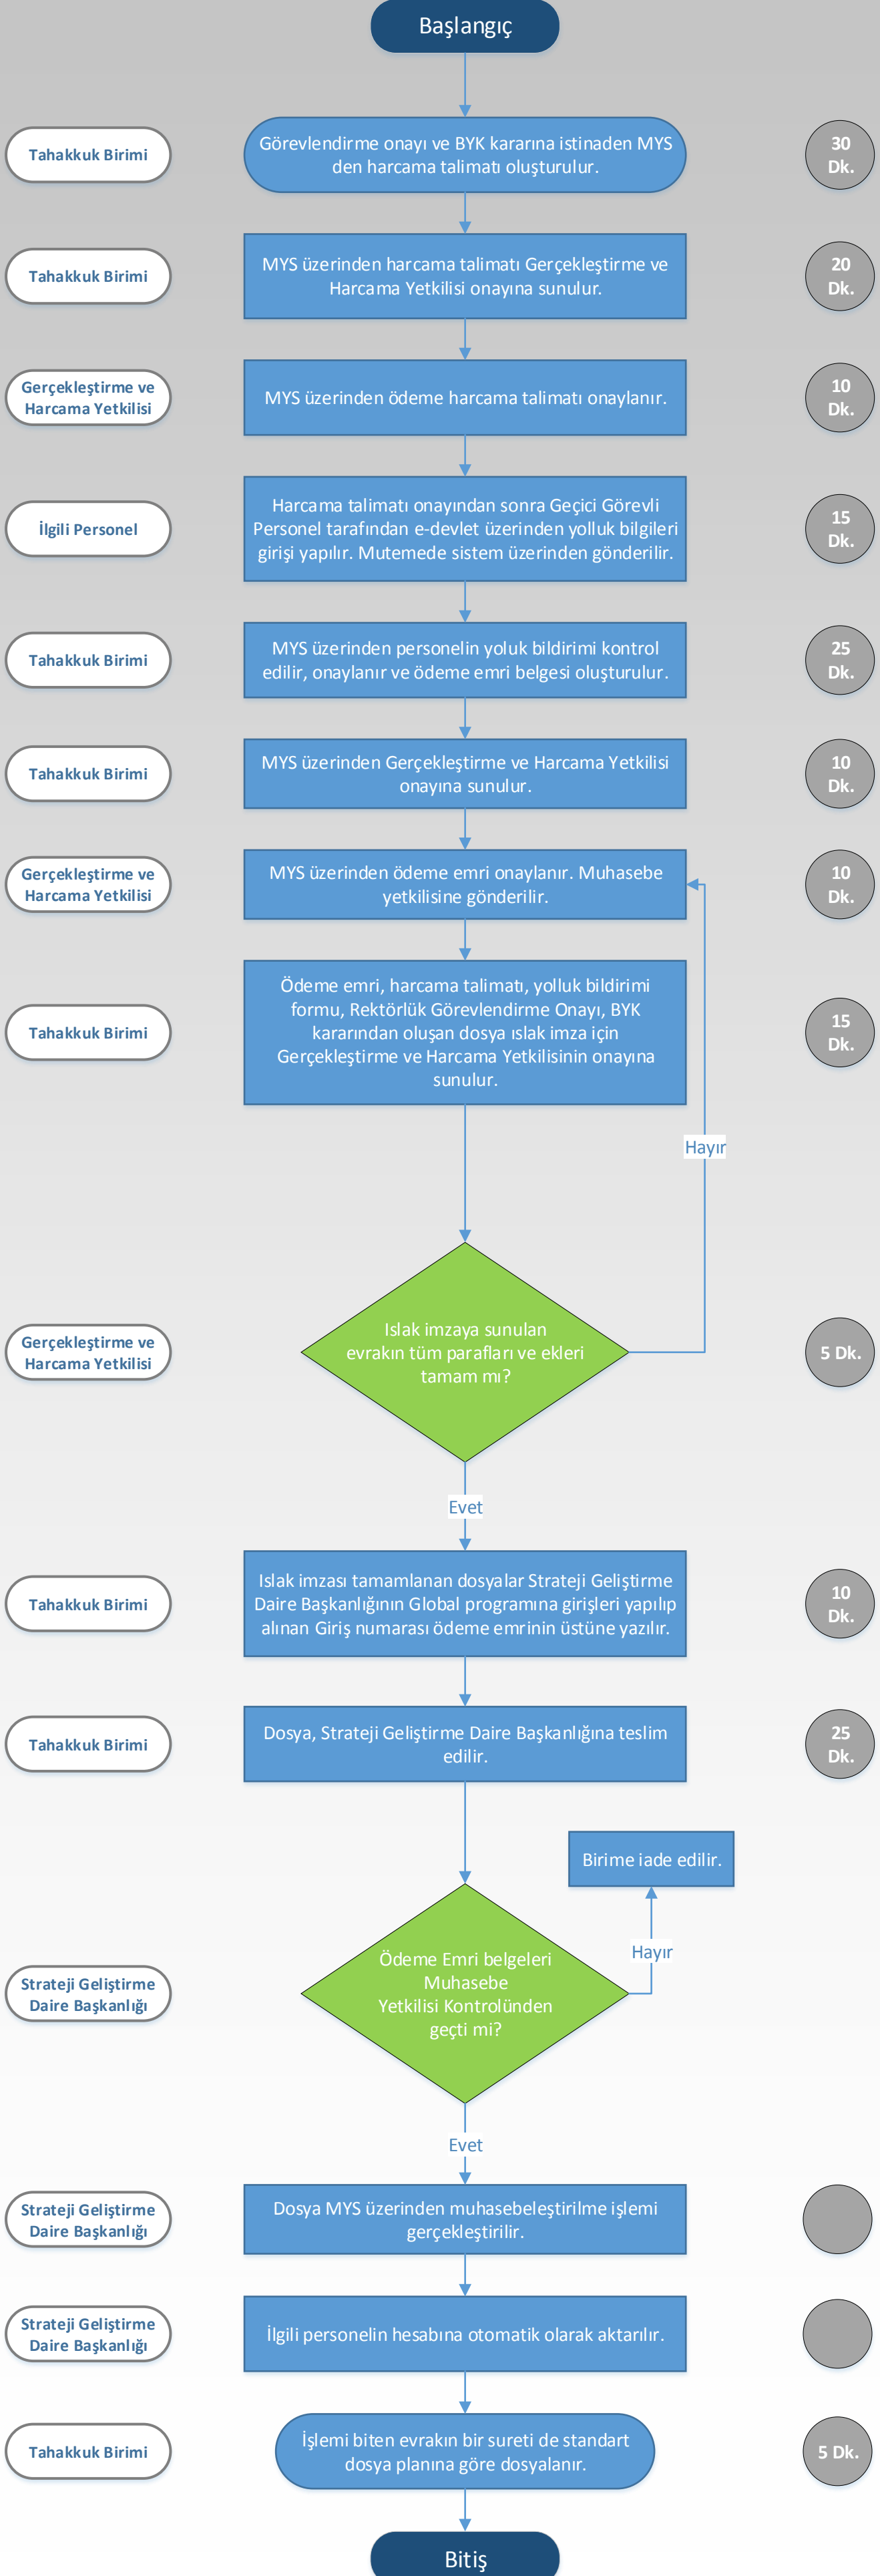 Başlangıç
Tahakkuk Birimi
Görevlendirme onayı ve BYK kararına istinaden MYS
den harcama talimatı oluşturulur.
30
Dk.
Tahakkuk Birimi
MYS üzerinden harcama talimatı Gerçekleştirme ve
Harcama Yetkilisi onayına sunulur.
20
Dk.
Gerçekleştirme ve
Harcama Yetkilisi
MYS üzerinden ödeme harcama talimatı onaylanır.
10
Dk.
İlgili Personel
Harcama talimatı onayından sonra Geçici Görevli
Personel tarafından e-devlet üzerinden yolluk bilgileri
girişi yapılır. Mutemede sistem üzerinden gönderilir.
15
Dk.
Tahakkuk Birimi
MYS üzerinden personelin yoluk bildirimi kontrol
edilir, onaylanır ve ödeme emri belgesi oluşturulur.
25
Dk.
Tahakkuk Birimi
MYS üzerinden Gerçekleştirme ve Harcama Yetkilisi
onayına sunulur.
10
Dk.
Gerçekleştirme ve
Harcama Yetkilisi
MYS üzerinden ödeme emri onaylanır. Muhasebe
yetkilisine gönderilir.
10
Dk.
Tahakkuk Birimi
Ödeme emri, harcama talimatı, yolluk bildirimi
formu, Rektörlük Görevlendirme Onayı, BYK
kararından oluşan dosya ıslak imza için
Gerçekleştirme ve Harcama Yetkilisinin onayına
sunulur.
15
Dk.
Hayır
Gerçekleştirme ve
Harcama Yetkilisi
Islak imzaya sunulan
evrakın tüm parafları ve ekleri
tamam mı?
5 Dk.
Evet
Tahakkuk Birimi
Islak imzası tamamlanan dosyalar Strateji Geliştirme
Daire Başkanlığının Global programına girişleri yapılıp
alınan Giriş numarası ödeme emrinin üstüne yazılır.
10
Dk.
Tahakkuk Birimi
Dosya, Strateji Geliştirme Daire Başkanlığına teslim
edilir.
25
Dk.
Birime iade edilir.
Hayır
Strateji Geliştirme
Daire Başkanlığı
Ödeme Emri belgeleri
Muhasebe
Yetkilisi Kontrolünden
geçti mi?
Evet
Strateji Geliştirme
Daire Başkanlığı
Dosya MYS üzerinden muhasebeleştirilme işlemi
gerçekleştirilir.
Strateji Geliştirme
Daire Başkanlığı
İlgili personelin hesabına otomatik olarak aktarılır.
Tahakkuk Birimi
İşlemi biten evrakın bir sureti de standart
dosya planına göre dosyalanır.
5 Dk.
Bitiş